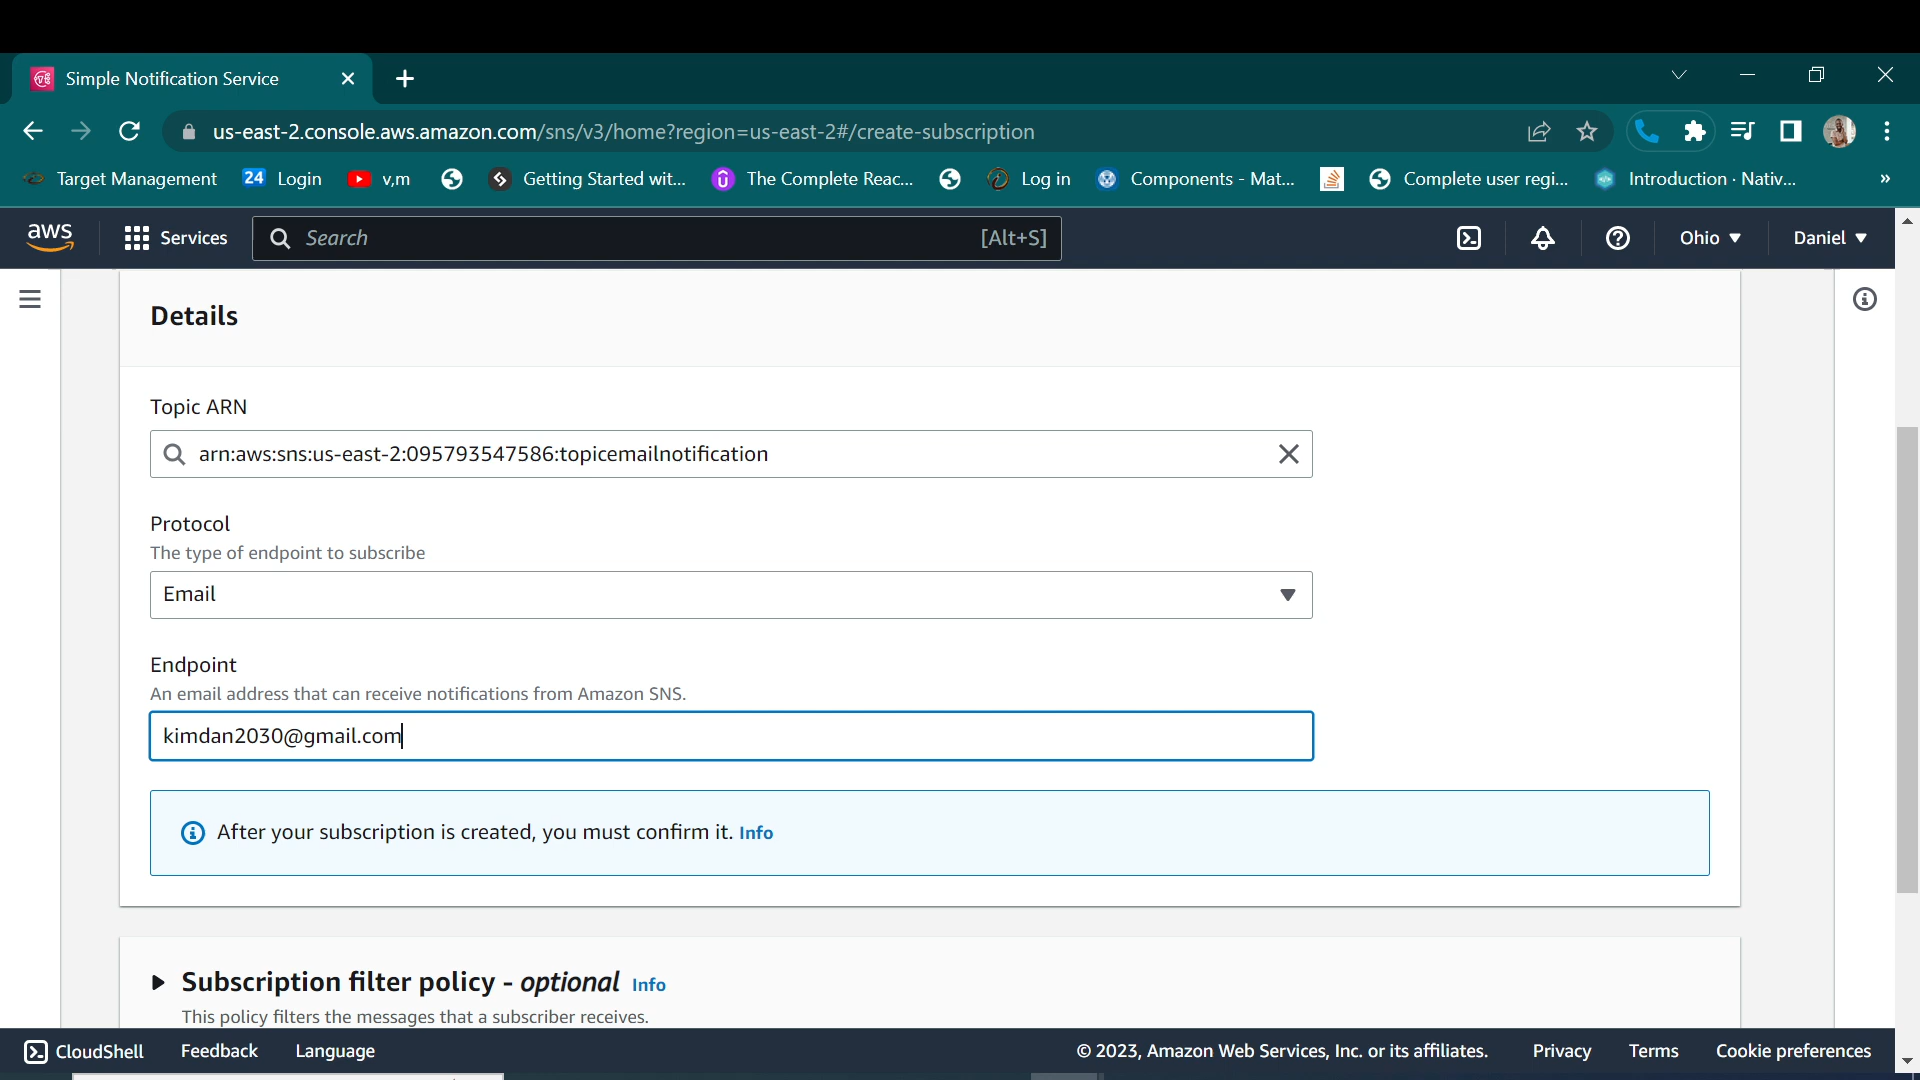 Simple Notification Service
us-east-2.console.aws.amazon.com/sns/v3/home?region=us-east-2#/create-subscription
Target Management 24 Login v,m Getting Started wit... The Complete Reac... Log in Components - Mat... Complete user regi... Introduction · Nativ... »
aws Services Search [Alt+S] Ohio Daniel
Details
Topic ARN
arn:aws:sns:us-east-2:095793547586:topicemailnotification
Protocol
The type of endpoint to subscribe
Email
Endpoint
An email address that can receive notifications from Amazon SNS.
kimdan2030@gmail.com
After your subscription is created, you must confirm it. Info
Subscription filter policy - optional Info
This policy filters the messages that a subscriber receives.
CloudShell Feedback Language © 2023, Amazon Web Services, Inc. or its affiliates. Privacy Terms Cookie preferences